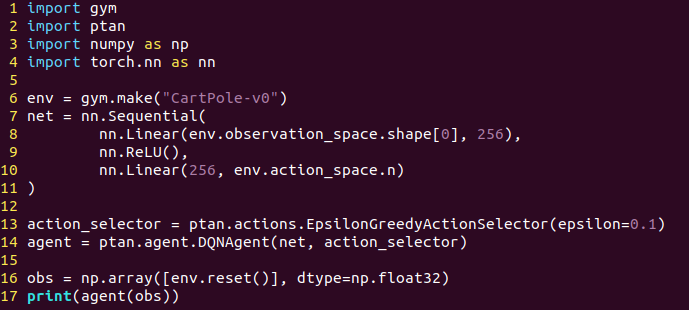 1 import gym
2 import ptan
3 import numpy as np
4 import torch.nn as nn
5
6 env = gym.make("CartPole-v0")
7 net = nn.Sequential(
8         nn.Linear(env.observation_space.shape[0], 256),
9         nn.ReLU(),
10         nn.Linear(256, env.action_space.n)
11 )
12
13 action_selector = ptan.actions.EpsilonGreedyActionSelector(epsilon=0.1)
14 agent = ptan.agent.DQNAgent(net, action_selector)
15
16 obs = np.array([env.reset()], dtype=np.float32)
17 print(agent(obs))